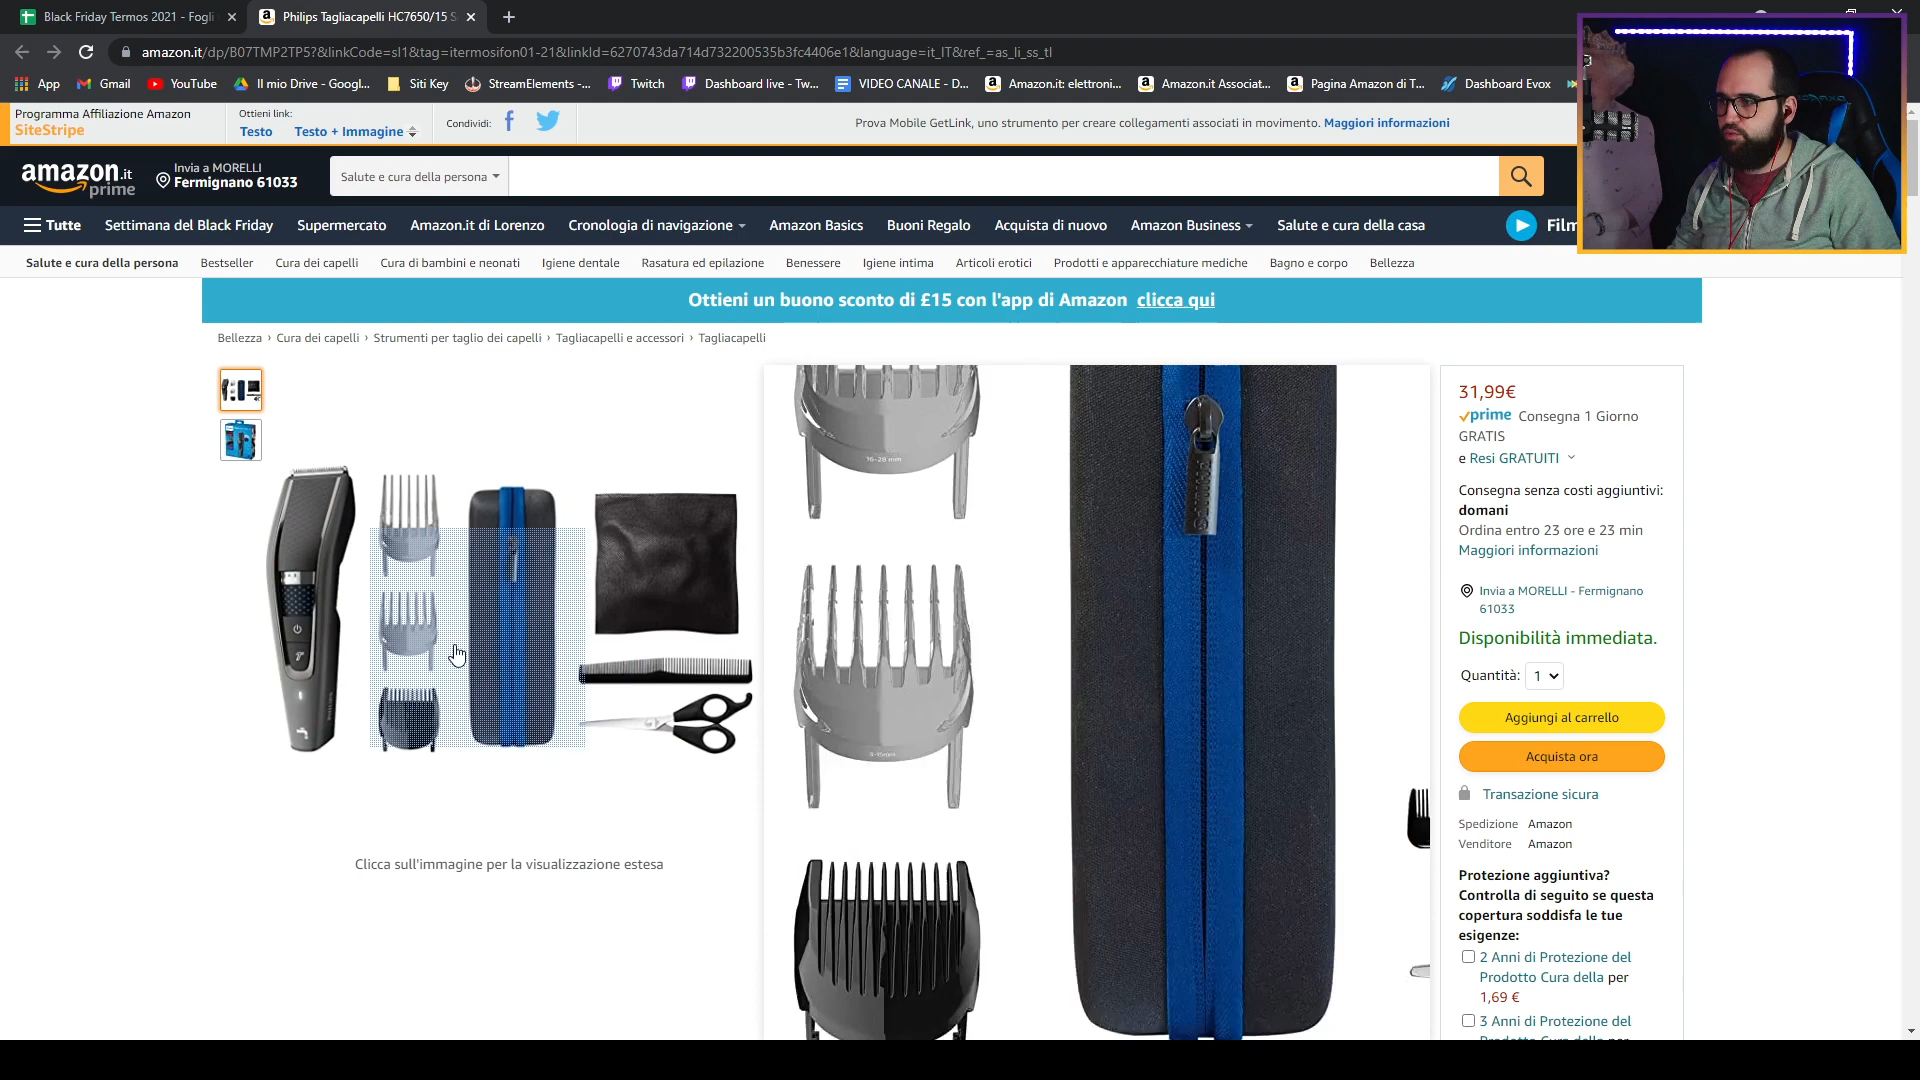 Black Friday Termos 2021 - Fogli
Philips Tagliacapelli HC7650/15 S
amazon.it/dp/B07TMP2TP5?&linkCode=sl1&tag=itermosifon01-21&linkId=6270743da714d732200535b3fc4406e1&language=it_IT&ref_=as_li_ss_tl
App
Gmail
YouTube
Il mio Drive - Googl...
Siti Key
StreamElements -...
Twitch
Dashboard live - Tw...
VIDEO CANALE - D...
Amazon.it: elettroni...
Amazon.it Associat...
Pagina Amazon di T...
Dashboard Evox
Programma Affiliazione Amazon
SiteStripe
Ottieni link:
Testo Testo + Immagine
Condividi:
Prova Mobile GetLink, uno strumento per creare collegamenti associati in movimento. Maggiori informazioni
amazon.it
prime
Invia a MORELLI
Fermignano 61033
Salute e cura della persona
Tutte
Settimana del Black Friday
Supermercato
Amazon.it di Lorenzo
Cronologia di navigazione
Amazon Basics
Buoni Regalo
Acquista di nuovo
Amazon Business
Salute e cura della casa
Film
Salute e cura della persona
Bestseller
Cura dei capelli
Cura di bambini e neonati
Igiene dentale
Rasatura ed epilazione
Benessere
Igiene intima
Articoli erotici
Prodotti e apparecchiature mediche
Bagno e corpo
Bellezza
Ottieni un buono sconto di £15 con l'app di Amazon clicca qui
Bellezza › Cura dei capelli › Strumenti per taglio dei capelli › Tagliacapelli e accessori › Tagliacapelli
16-28 mm
Clicca sull'immagine per la visualizzazione estesa
31,99€
prime Consegna 1 Giorno
GRATIS
e Resi GRATUITI
Consegna senza costi aggiuntivi:
domani
Ordina entro 23 ore e 23 min
Maggiori informazioni
Invia a MORELLI - Fermignano
61033
Disponibilità immediata.
Quantità: 1
Aggiungi al carrello
Acquista ora
Transazione sicura
Spedizione Amazon
Venditore Amazon
Protezione aggiuntiva?
Controlla di seguito se questa
copertura soddisfa le tue
esigenze:
2 Anni di Protezione del
Prodotto Cura della per
1,69 €
3 Anni di Protezione del